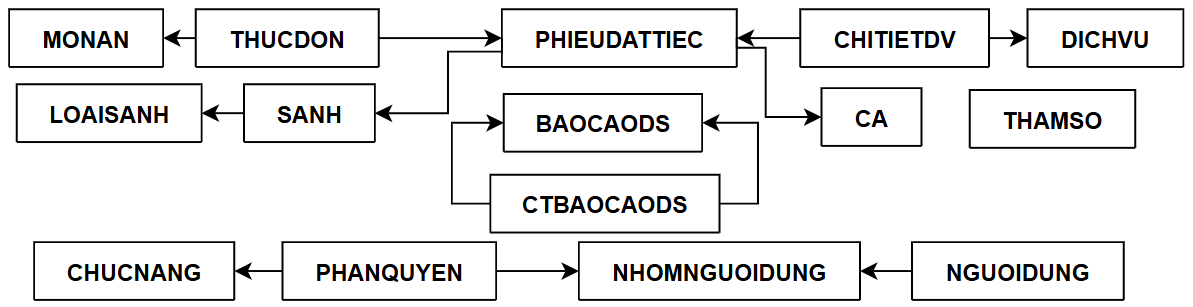 MONAN
THUCDON
PHIEUDATTIEC
CHITIETDV
DICHVU
LOAISANH
SANH
BAOCAODS
CA
THAMSO
CTBAOCAODS
CHUCNANG
PHANQUYEN
NHOMNGUOIDUNG
NGUOIDUNG